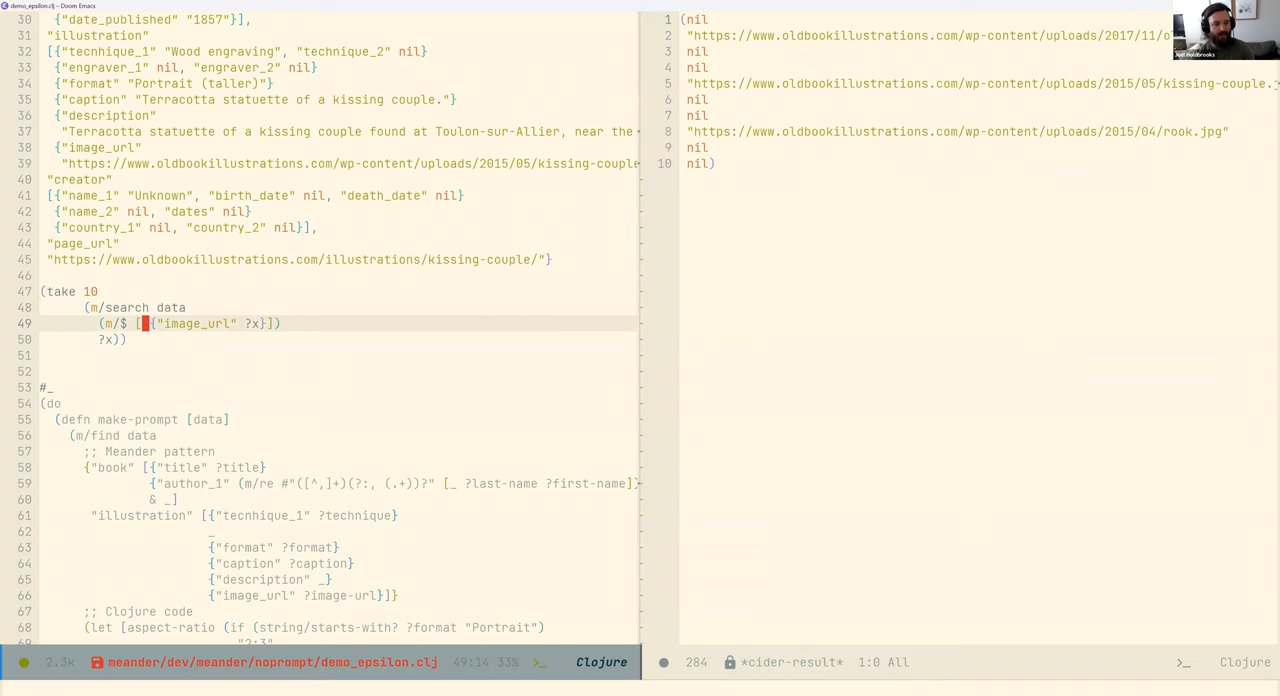 demo_epsilon.clj – Doom Emacs
30 {"date_published" "1857"}],
31 "illustration"
32 [{"tecnhique_1" "Wood engraving", "technique_2" nil}
33 {"engraver_1" nil, "engraver_2" nil}
34 {"format" "Portrait (taller)"}
35 {"caption" "Terracotta statuette of a kissing couple."}
36 {"description"
37 "Terracotta statuette of a kissing couple found at Toulon-sur-Allier, near the
38 {"image_url"
39 "https://www.oldbookillustrations.com/wp-content/uploads/2015/05/kissing-couple
40 "creator"
41 [{"name_1" "Unknown", "birth_date" nil, "death_date" nil}
42 {"name_2" nil, "dates" nil}
43 {"country_1" nil, "country_2" nil}],
44 "page_url"
45 "https://www.oldbookillustrations.com/illustrations/kissing-couple/"}
46
47 (take 10
48 (m/search data
49 (m/$ [ {"image_url" ?x}])
50 ?x))
51
52
53 #_
54 (do
55 (defn make-prompt [data]
56 (m/find data
57 ;; Meander pattern
58 {"book" [{"title" ?title}
59 {"author_1" (m/re #"([^,]+)(?:, (.+))?" [_ ?last-name ?first-name])
60 & _]
61 "illustration" [{"tecnhique_1" ?technique}
62 _
63 {"format" ?format}
64 {"caption" ?caption}
65 {"description" _}
66 {"image_url" ?image-url}]}
67 ;; Clojure code
68 (let [aspect-ratio (if (string/starts-with? ?format "Portrait")
69 "2:3"
2.3k meander/dev/meander/noprompt/demo_epsilon.clj 49:14 33% >_ Clojure
1 (nil
2 "https://www.oldbookillustrations.com/wp-content/uploads/2017/11/o
3 nil
4 nil
5 "https://www.oldbookillustrations.com/wp-content/uploads/2015/05/kissing-couple.
6 nil
7 nil
8 "https://www.oldbookillustrations.com/wp-content/uploads/2015/04/rook.jpg"
9 nil
10 nil)
284 *cider-result* 1:0 All >_ Clojure
Joel Holdbrooks